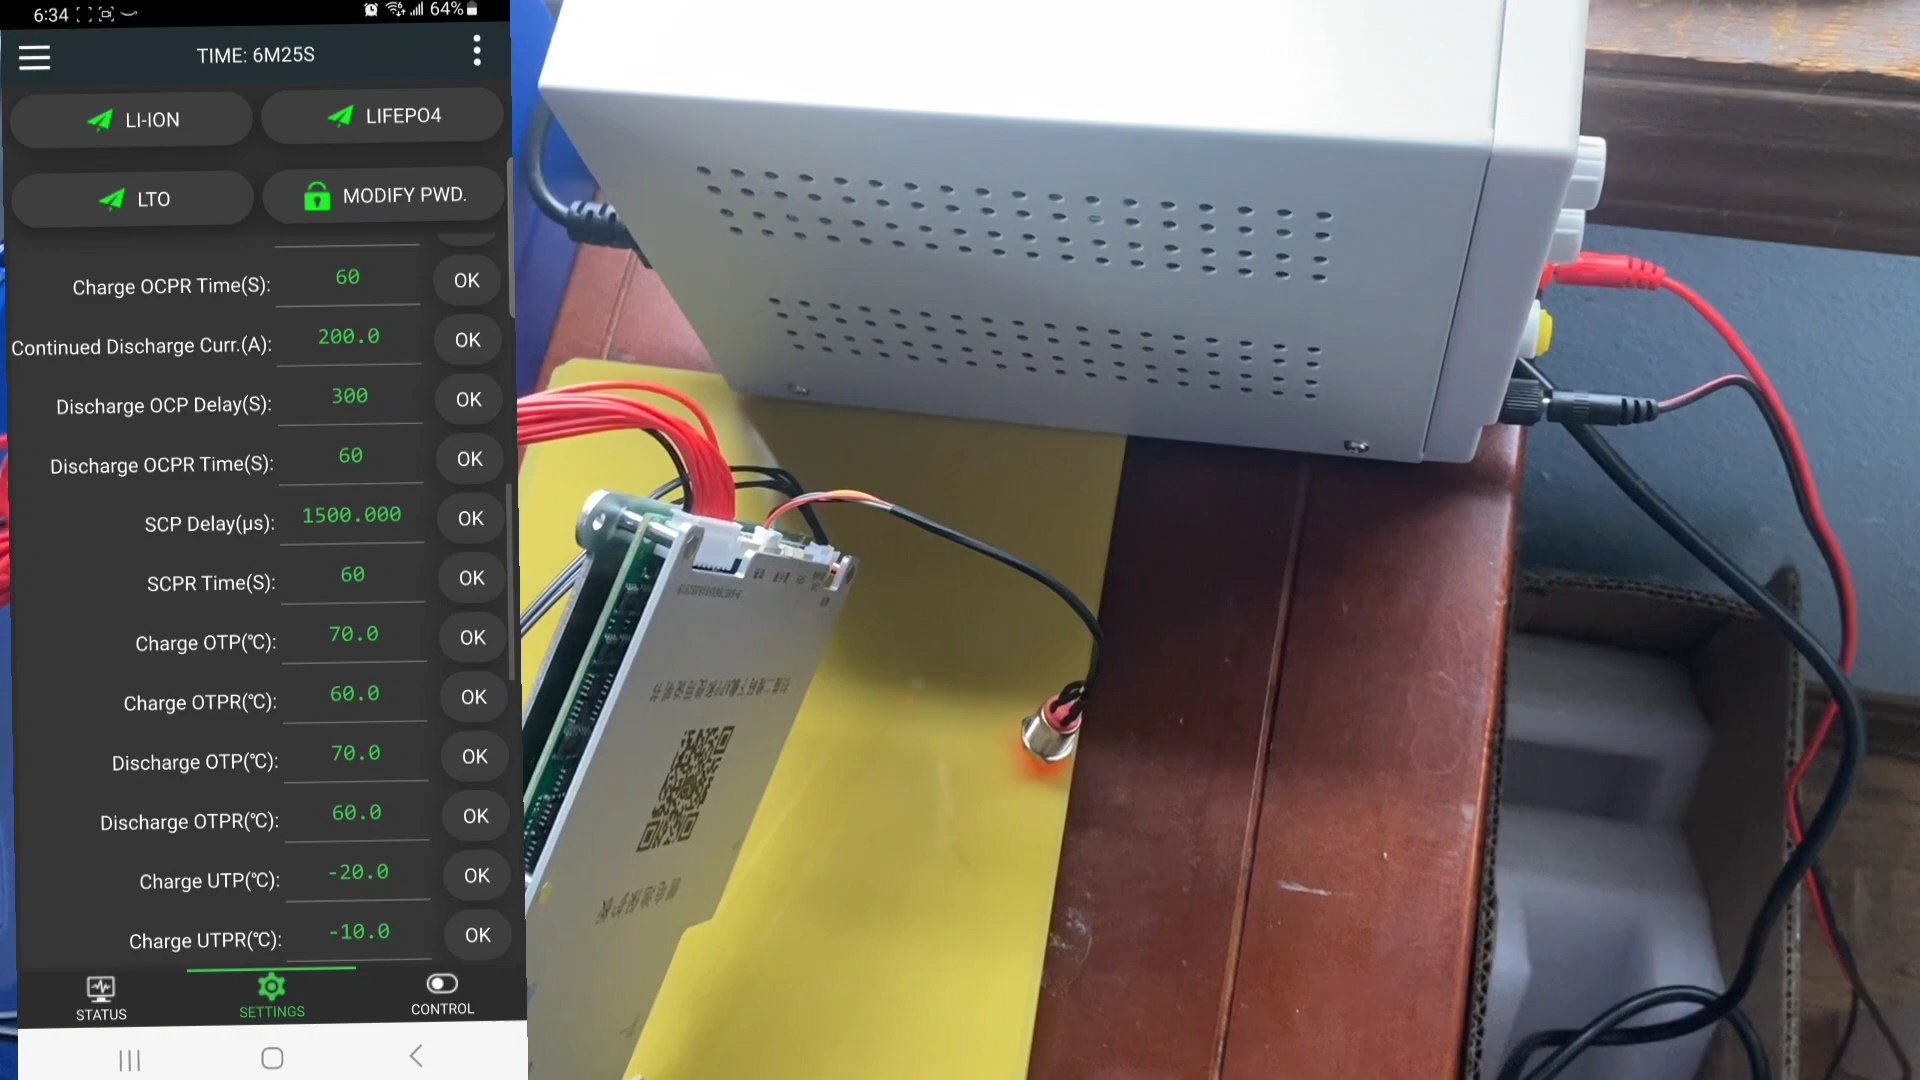 6:34
64%
TIME: 6M25S
LI-ION
LIFEPO4
LTO
MODIFY PWD.
Charge OCPR Time(S): 60 OK
Continued Discharge Curr.(A): 200.0 OK
Discharge OCP Delay(S): 300 OK
Discharge OCPR Time(S): 60 OK
SCP Delay(µs): 1500.000 OK
SCPR Time(S): 60 OK
Charge OTP(℃): 70.0 OK
Charge OTPR(℃): 60.0 OK
Discharge OTP(℃): 70.0 OK
Discharge OTPR(℃): 60.0 OK
Charge UTP(℃): -20.0 OK
Charge UTPR(℃): -10.0 OK
STATUS
SETTINGS
CONTROL